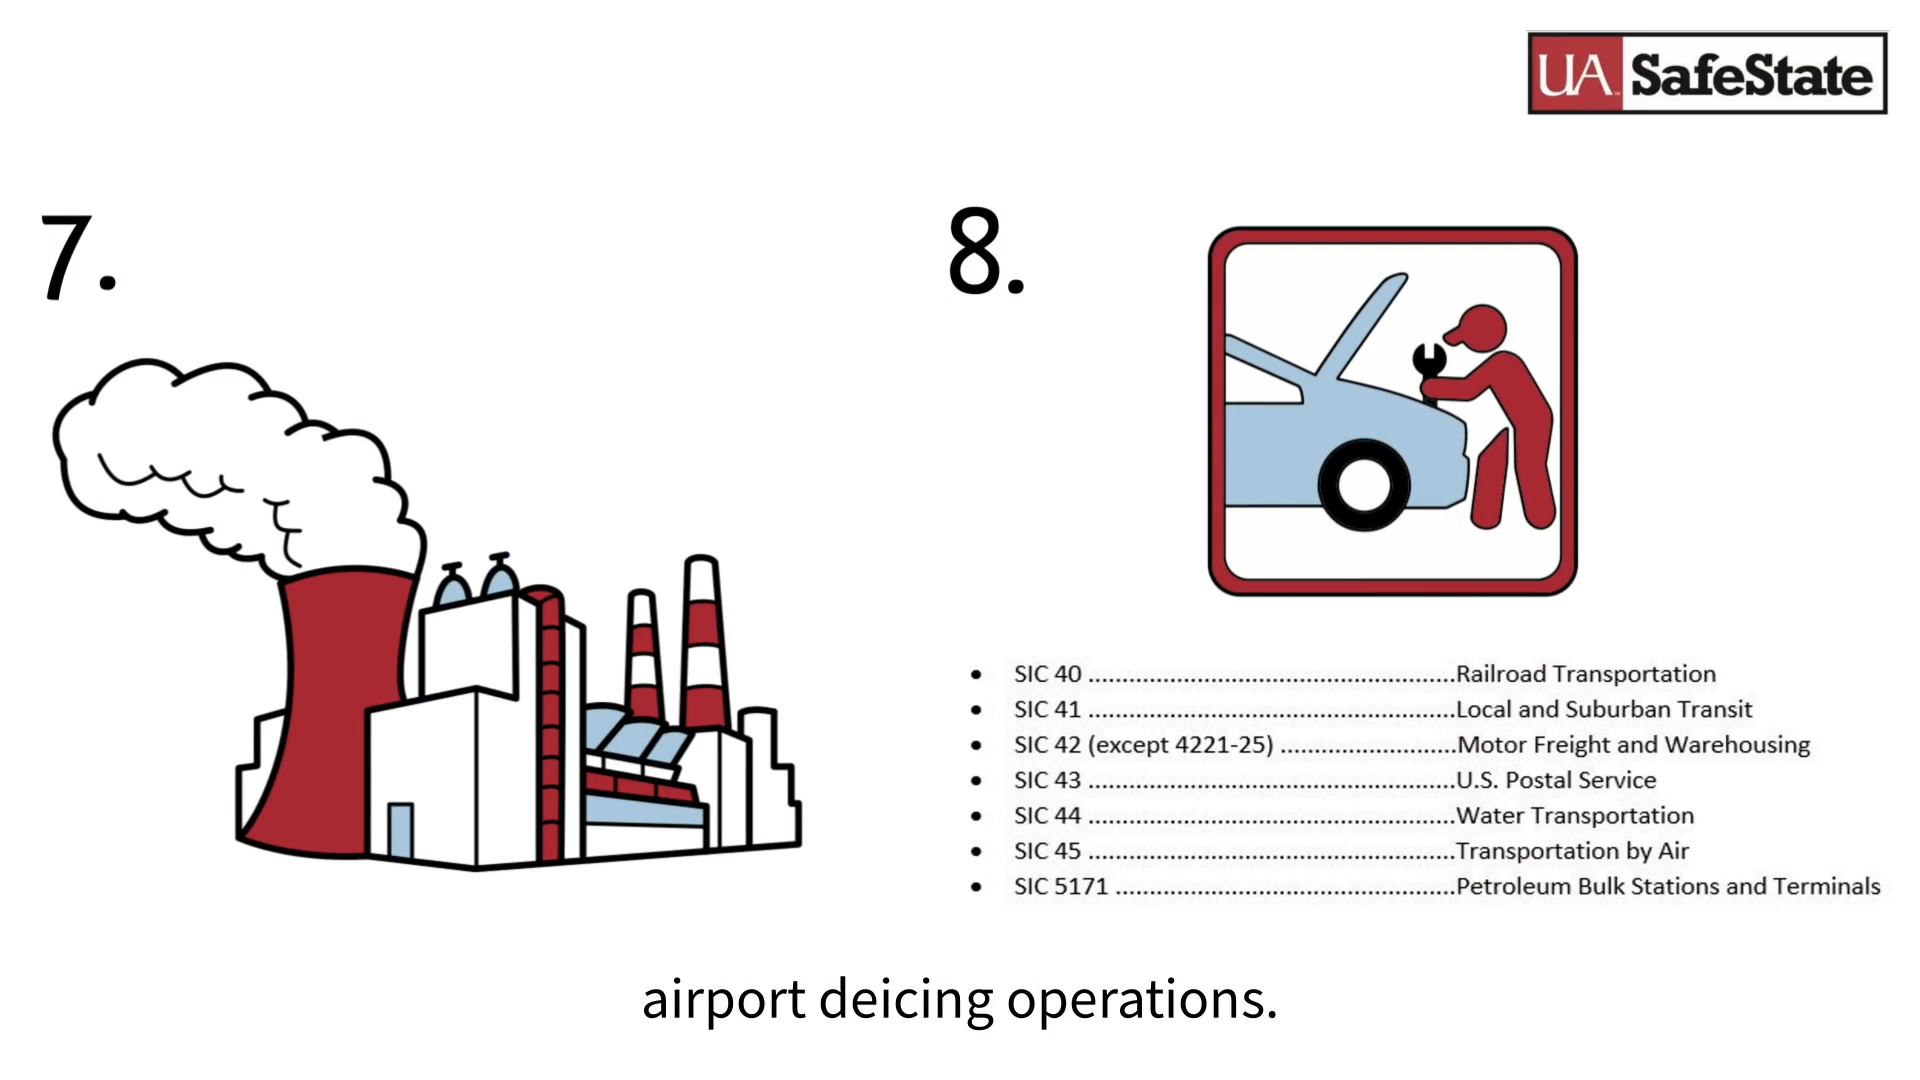 UA SafeState
7.
8.
• SIC 40 ......................................................Railroad Transportation
• SIC 41 ......................................................Local and Suburban Transit
• SIC 42 (except 4221-25) ..........................Motor Freight and Warehousing
• SIC 43 ......................................................U.S. Postal Service
• SIC 44 ......................................................Water Transportation
• SIC 45 ......................................................Transportation by Air
• SIC 5171 ..................................................Petroleum Bulk Stations and Terminals
airport deicing operations.